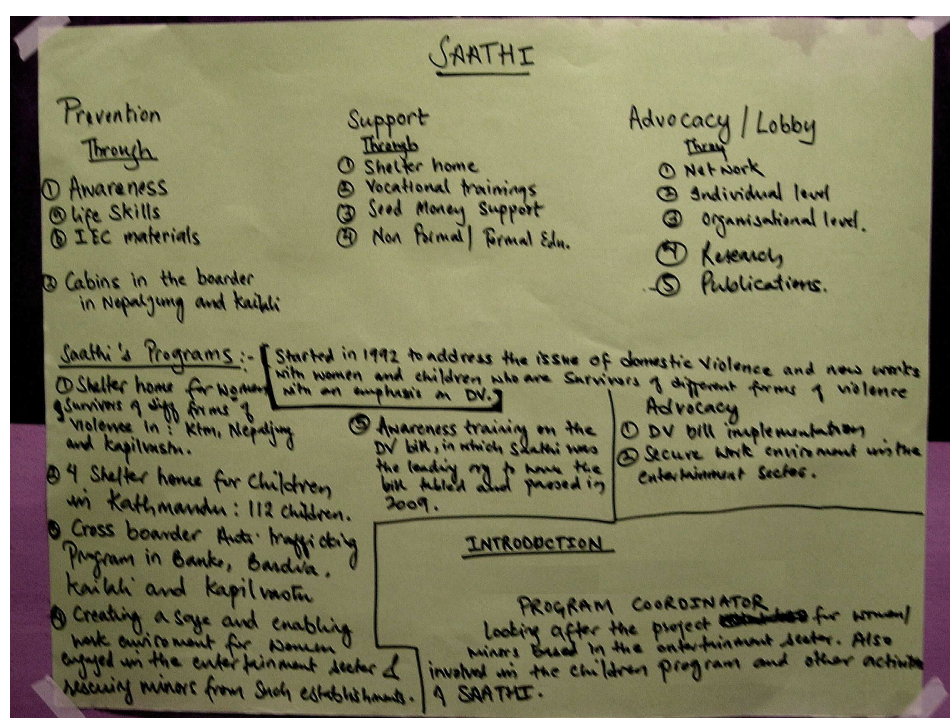 SAATHI
Prevention
Through
① Awareness
② Life Skills
③ IEC materials
③ Cabins in the boarder
in Nepaljung and Kailali
Support
Through
① Shelter home
② Vocational trainings
③ Seed Money Support
④ Non Formal/ Formal Edu.
Advocacy / Lobby
① Network
② Individual level
③ Organisational level.
④ Research
⑤ Publications.
Saathi's Programs :-
[Started in 1992 to address the issue of domestic Violence and now works
with women and children who are Survivors of different forms of violence
with an emphasis on DV.]
① Shelter home for women
survivors of diff forms of
violence in : Ktm, Nepaljung
and Kapilvastu.
② 4 Shelter home for Children
in Kathmandu : 112 children.
③ Cross boarder Anti-trafficking
Program in Banke, Bardiya,
Kailali and Kapilvastu
④ Creating a safe and enabling
work enviroment for women
engaged in the entertainment sector &
rescuing minors from such establishments.
⑤ Awareness training on the
DV bill, in which Saathi was
the leading org to have the
bill tabled and passed in
2009.
Advocacy
① DV bill implementation
② Secure work enviroment in the
entertainment sector.
INTRODUCTION
PROGRAM COORDINATOR
Looking after the project for women/
minors based in the entertainment sector. Also
involved in the children program and other activities
of SAATHI.